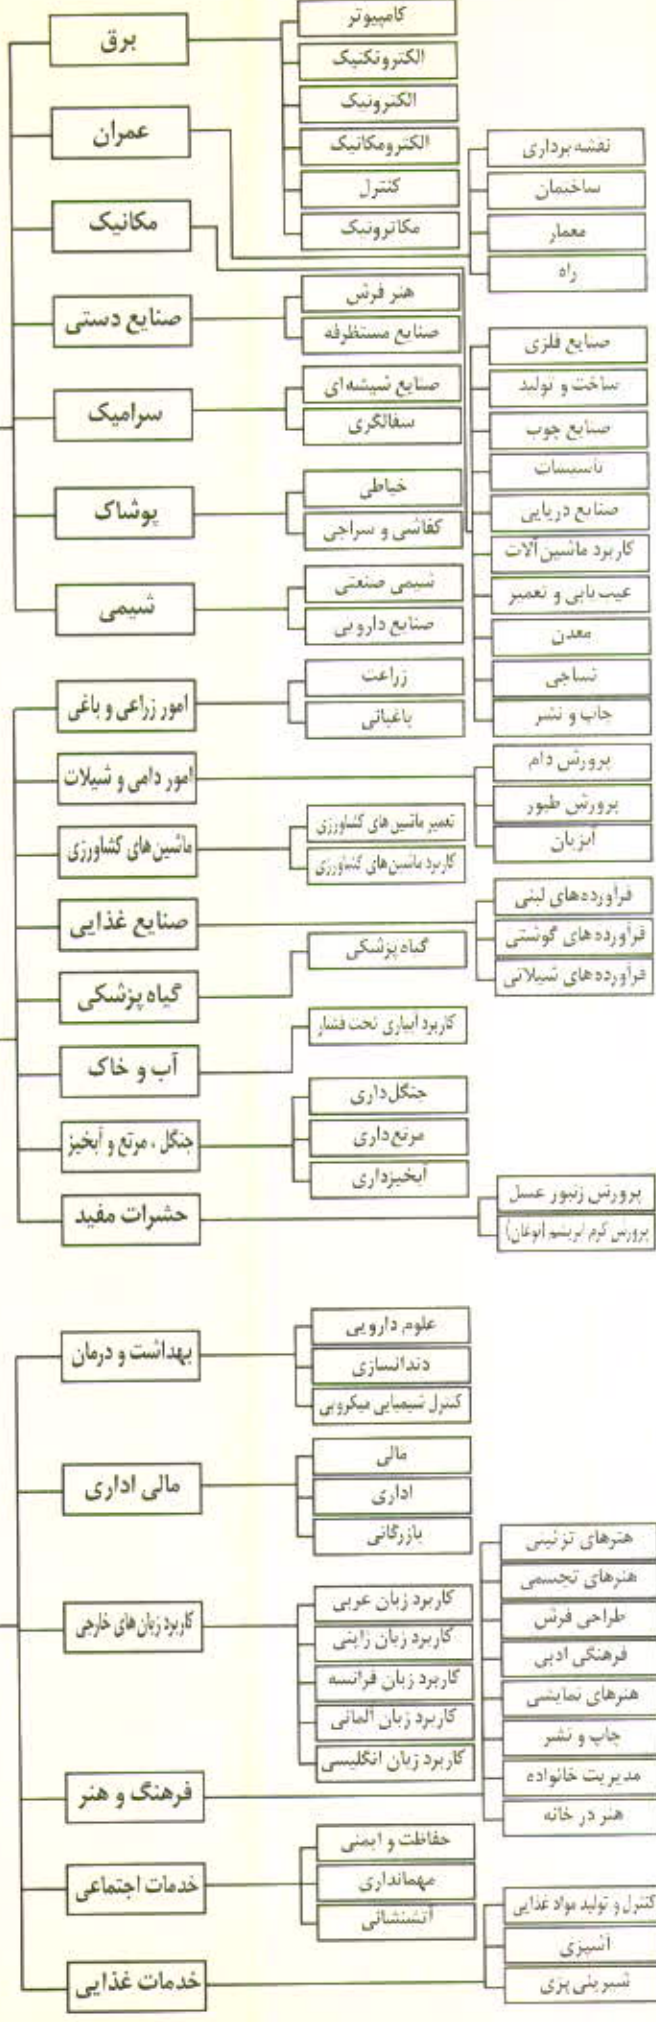 برق
کامپیوتر
الکتروتکنیک
الکترونیک
الکترومکانیک
کنترل
مکاترونیک
عمران
نقشه برداری
ساختمان
معمار
راه
مکانیک
صنایع فلزی
ساخت و تولید
صنایع چوب
تاسیسات
صنایع دریایی
کاربرد ماشین آلات
عیب یابی و تعمیر
معدن
نساجی
چاپ و نشر
صنایع دستی
هنر فرش
صنایع مستظرفه
سرامیک
صنایع شیشه ای
سفالگری
پوشاک
خیاطی
کفاشی و سراجی
شیمی
شیمی صنعتی
صنایع دارویی
امور زراعی و باغی
زراعت
باغبانی
امور دامی و شیلات
پرورش دام
پرورش طیور
آبزیان
ماشین های کشاورزی
تعمیر ماشین های کشاورزی
کاربرد ماشین های کشاورزی
صنایع غذایی
فرآورده های لبنی
فرآورده های گوشتی
فرآورده های شیلاتی
گیاه پزشکی
گیاه پزشکی
آب و خاک
کاربرد آبیاری تحت فشار
جنگل ، مرتع و آبخیز
جنگل داری
مرتع داری
آبخیزداری
حشرات مفید
پرورش زنبور عسل
پرورش کرم ابریشم (نوغان)
بهداشت و درمان
علوم دارویی
دندانسازی
کنترل شیمیایی میکروبی
مالی اداری
مالی
اداری
بازرگانی
کاربرد زبان های خارجی
کاربرد زبان عربی
کاربرد زبان ژاپنی
کاربرد زبان فرانسه
کاربرد زبان آلمانی
کاربرد زبان انگلیسی
فرهنگ و هنر
هنرهای تزئینی
هنرهای تجسمی
طراحی فرش
فرهنگی ادبی
هنرهای نمایشی
چاپ و نشر
مدیریت خانواده
هنر در خانه
خدمات اجتماعی
حفاظت و ایمنی
مهمانداری
آتشنشانی
خدمات غذایی
کنترل و تولید مواد غذایی
آشپزی
شیرینی پزی